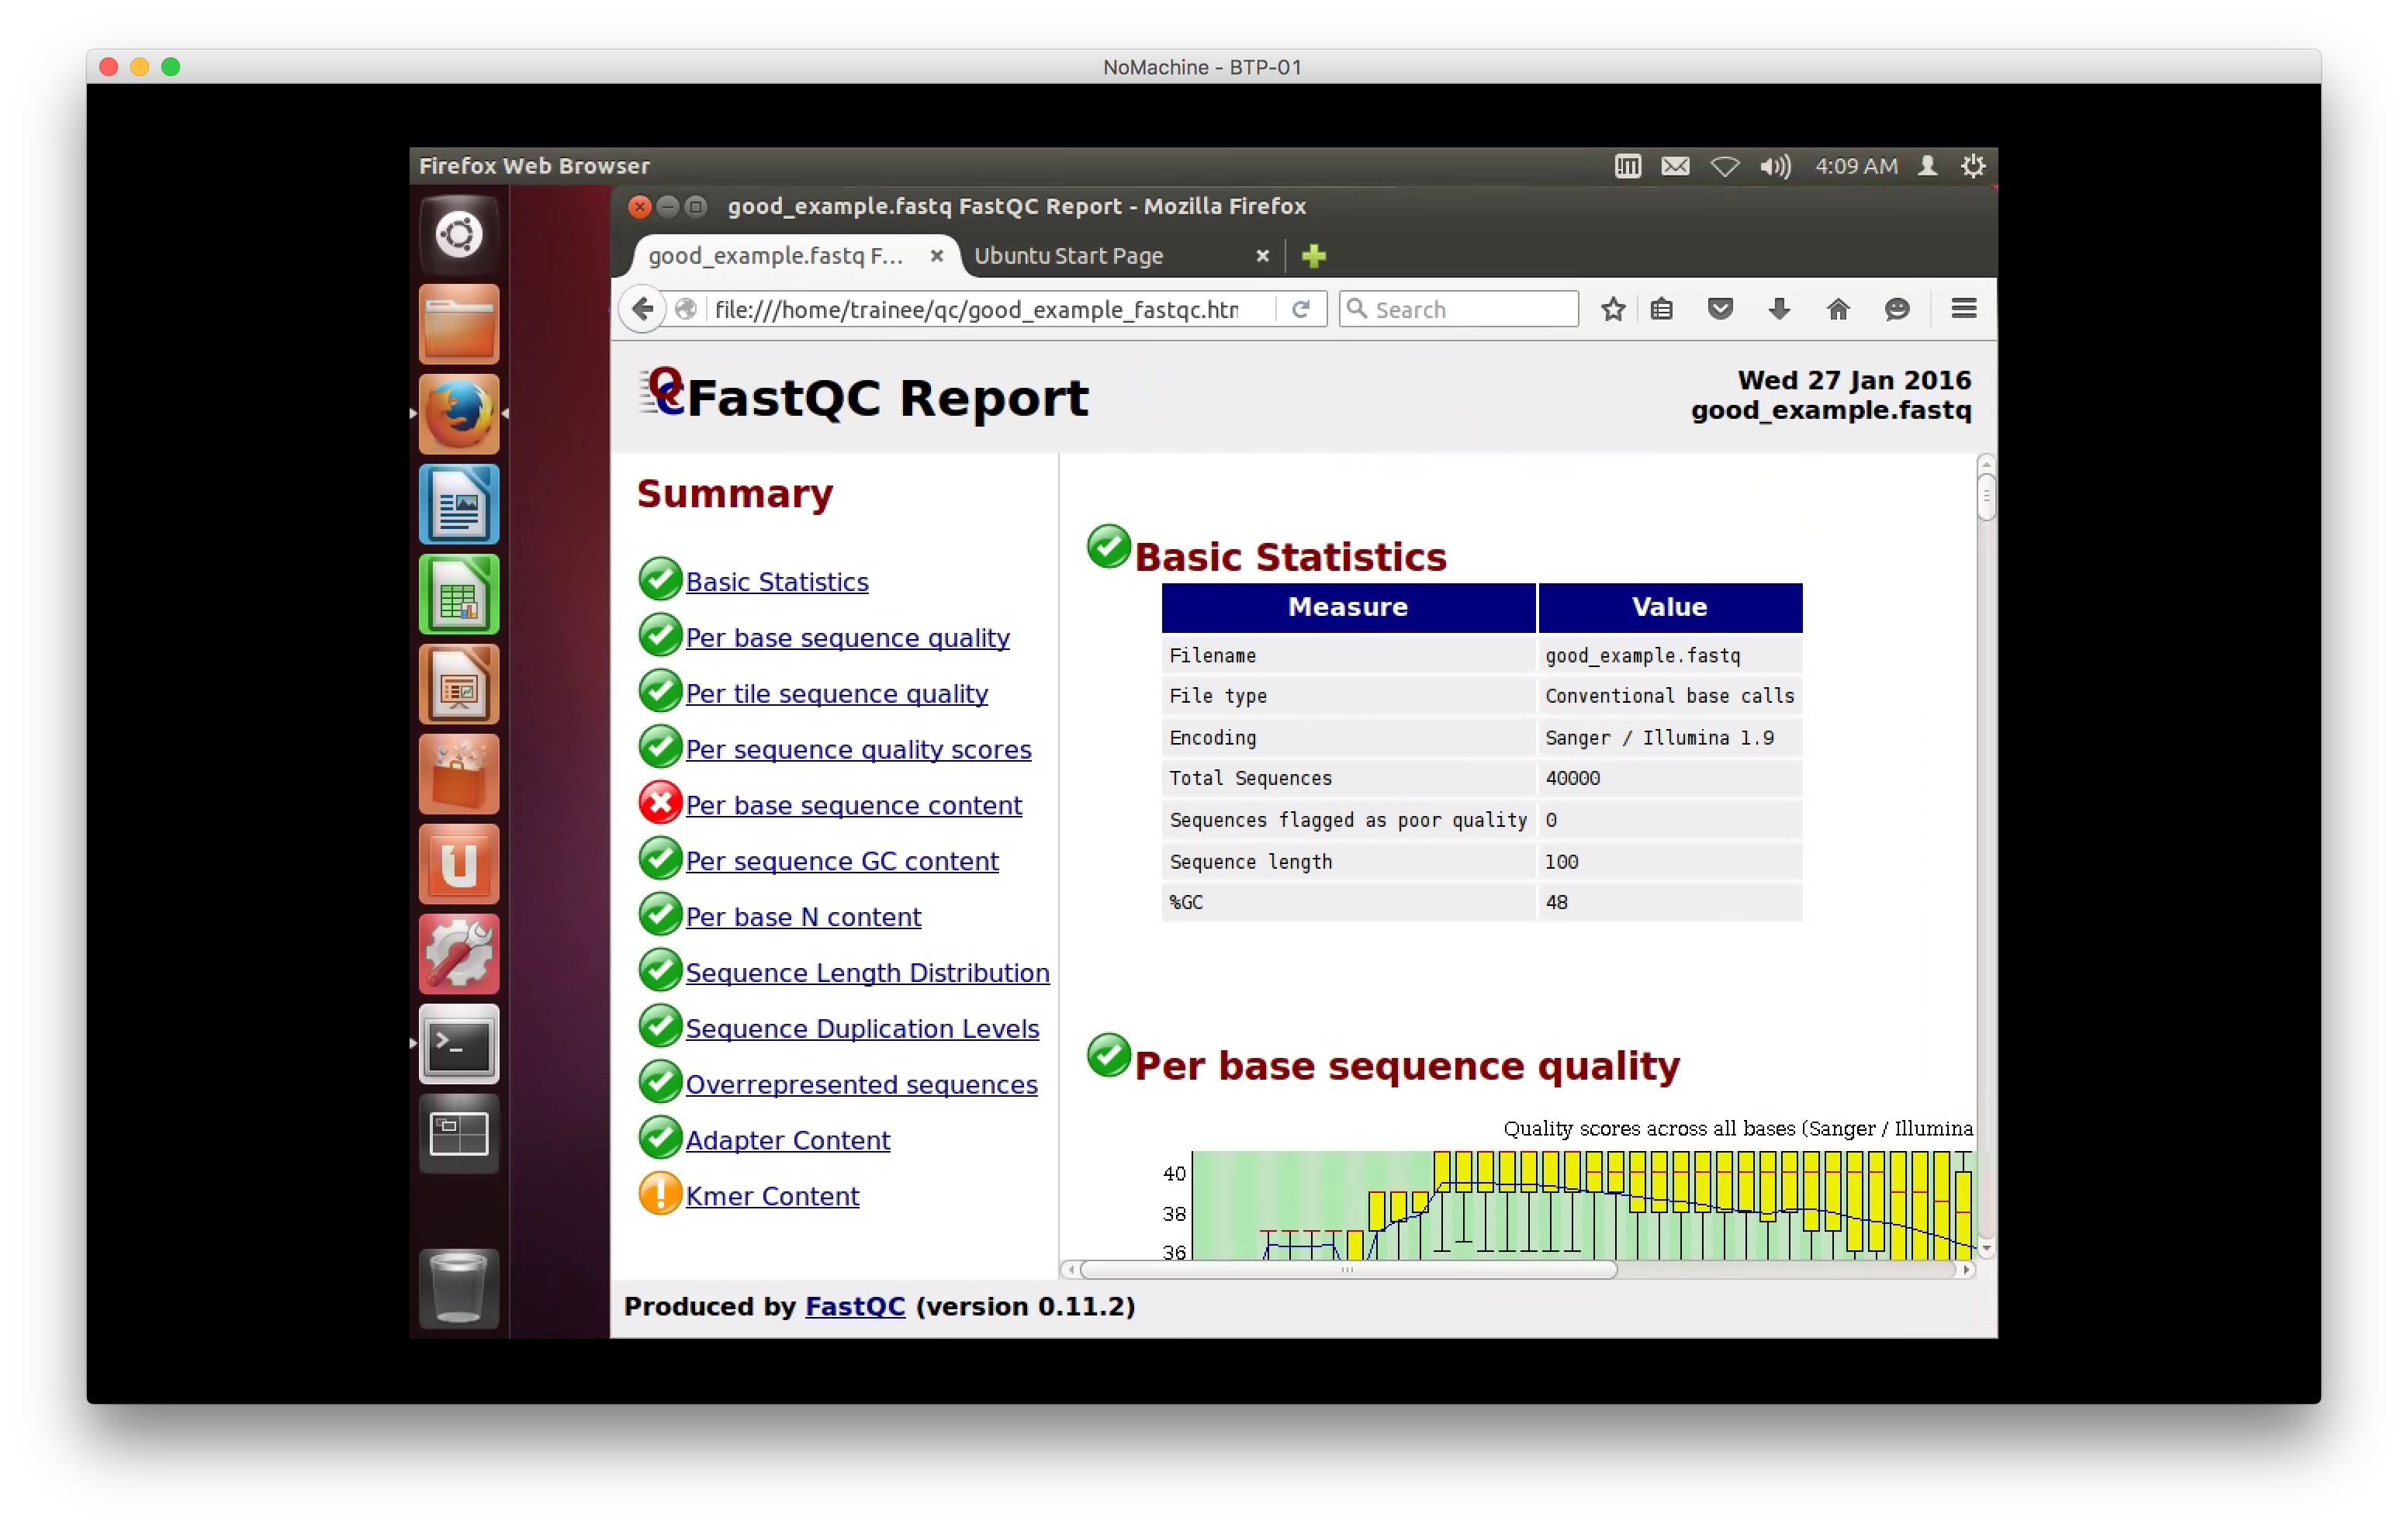 NoMachine - BTP-01
Firefox Web Browser
4:09 AM
good_example.fastq FastQC Report - Mozilla Firefox
good_example.fastq F...
Ubuntu Start Page
file:///home/trainee/qc/good_example_fastqc.htm
Search
FastQC Report
Wed 27 Jan 2016
good_example.fastq
Summary
Basic Statistics
Per base sequence quality
Per tile sequence quality
Per sequence quality scores
Per base sequence content
Per sequence GC content
Per base N content
Sequence Length Distribution
Sequence Duplication Levels
Overrepresented sequences
Adapter Content
Kmer Content
Basic Statistics
Measure Value
Filename good_example.fastq
File type Conventional base calls
Encoding Sanger / Illumina 1.9
Total Sequences 40000
Sequences flagged as poor quality 0
Sequence length 100
%GC 48
Per base sequence quality
Quality scores across all bases (Sanger / Illumina
40
38
36
Produced by FastQC (version 0.11.2)